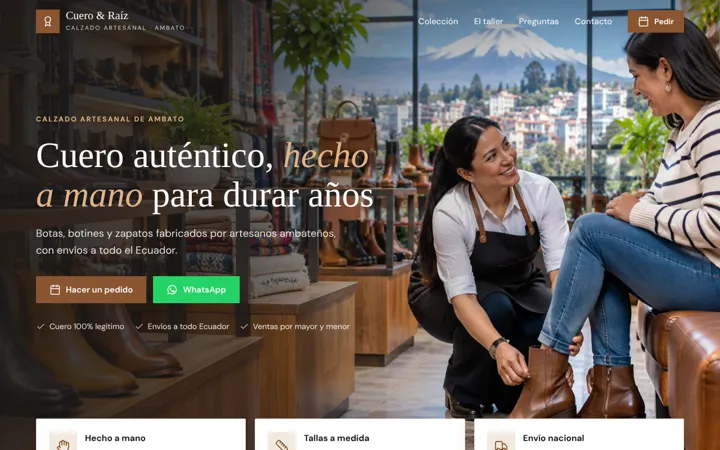 Cuero & Raíz
CALZADO ARTESANAL · AMBATO
Colección
El taller
Preguntas
Contacto
Pedir
CALZADO ARTESANAL DE AMBATO
Cuero auténtico, hecho
a mano para durar años
Botas, botines y zapatos fabricados por artesanos ambateños,
con envíos a todo el Ecuador.
Hacer un pedido
WhatsApp
Cuero 100% legítimo
Envíos a todo Ecuador
Ventas por mayor y menor
Hecho a mano
Tallas a medida
Envío nacional